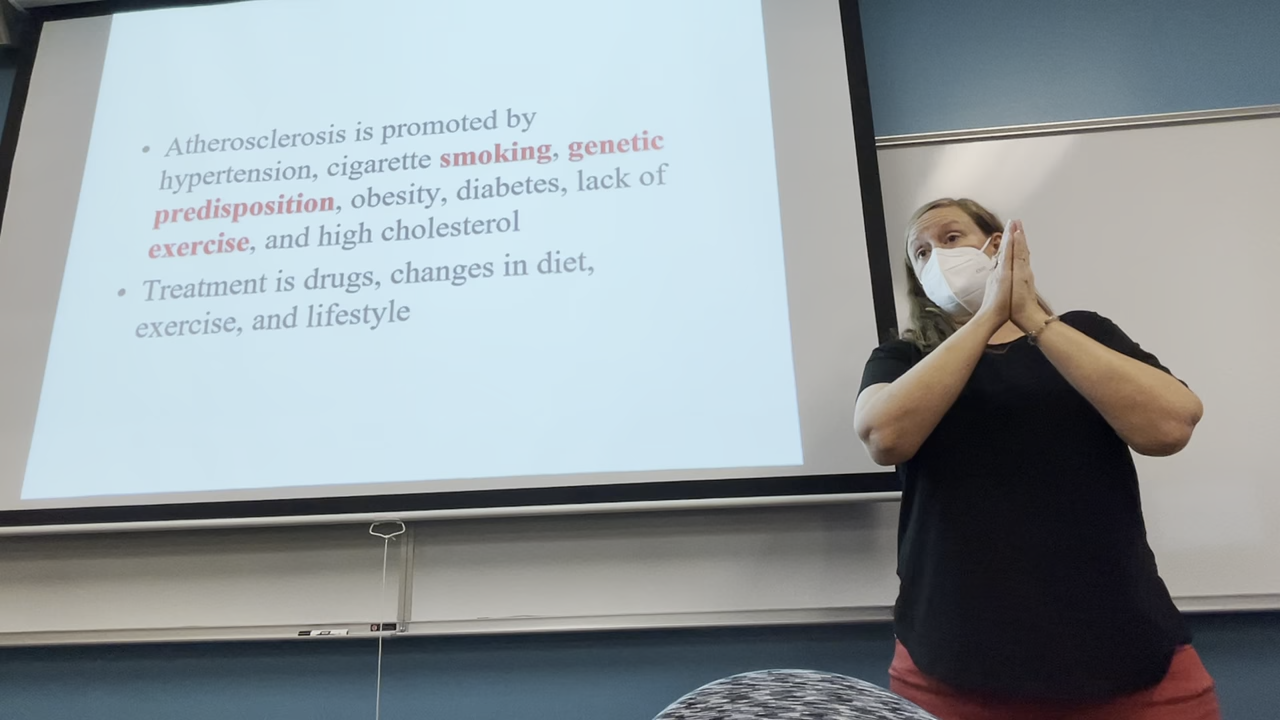 • Atherosclerosis is promoted by
hypertension, cigarette smoking, genetic
predisposition, obesity, diabetes, lack of
exercise, and high cholesterol
• Treatment is drugs, changes in diet,
exercise, and lifestyle